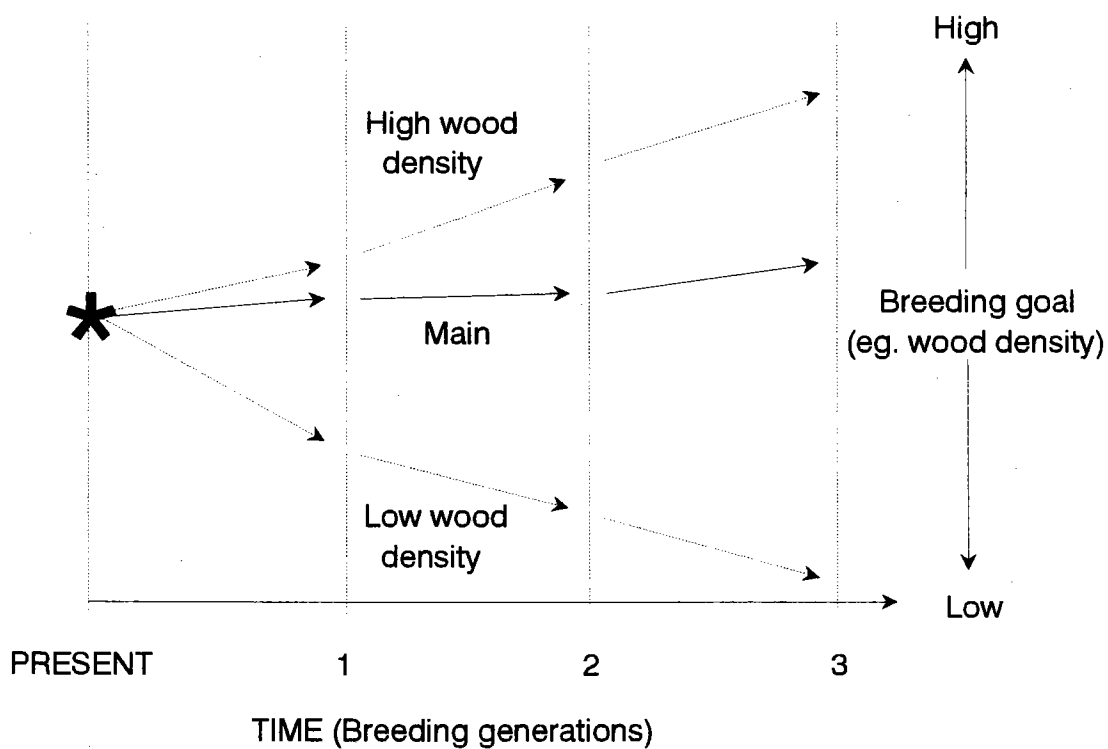 High
High wood
density
Breeding goal
(eg. wood density)
Main
Low wood
density
Low
PRESENT
1
2
3
TIME (Breeding generations)